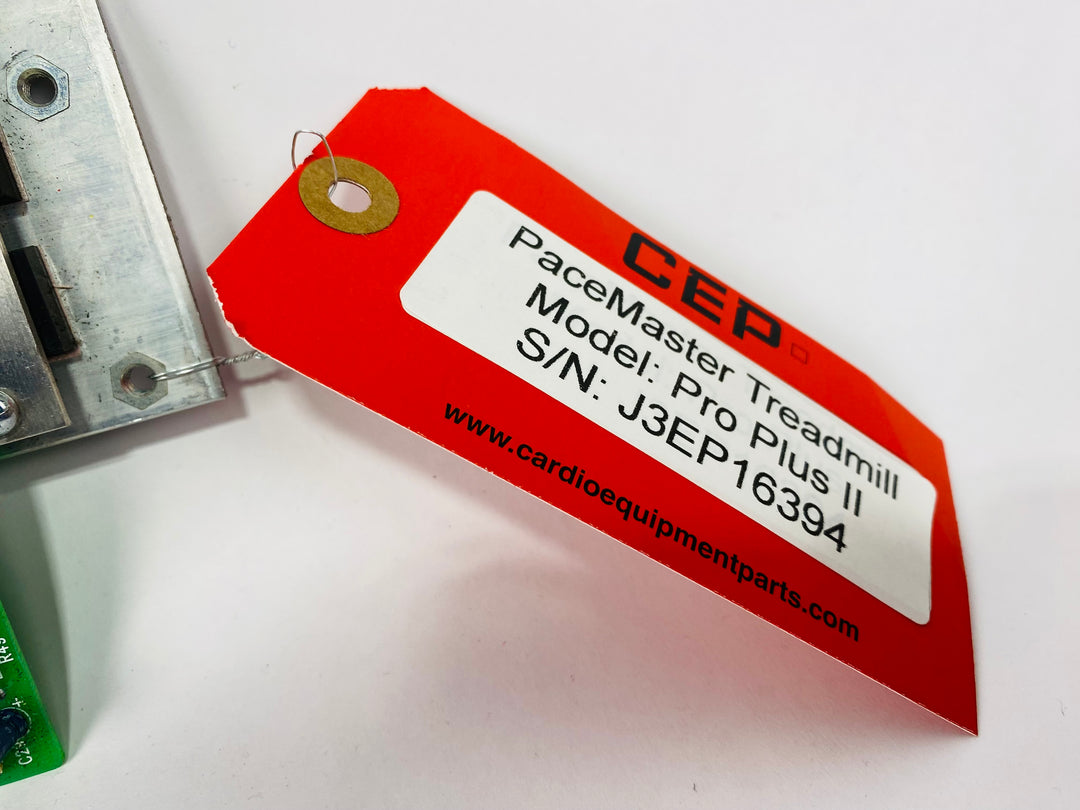 CEP
PaceMaster Treadmill
Model: Pro Plus II
S/N: J3EP16394
www.cardioequipmentparts.com